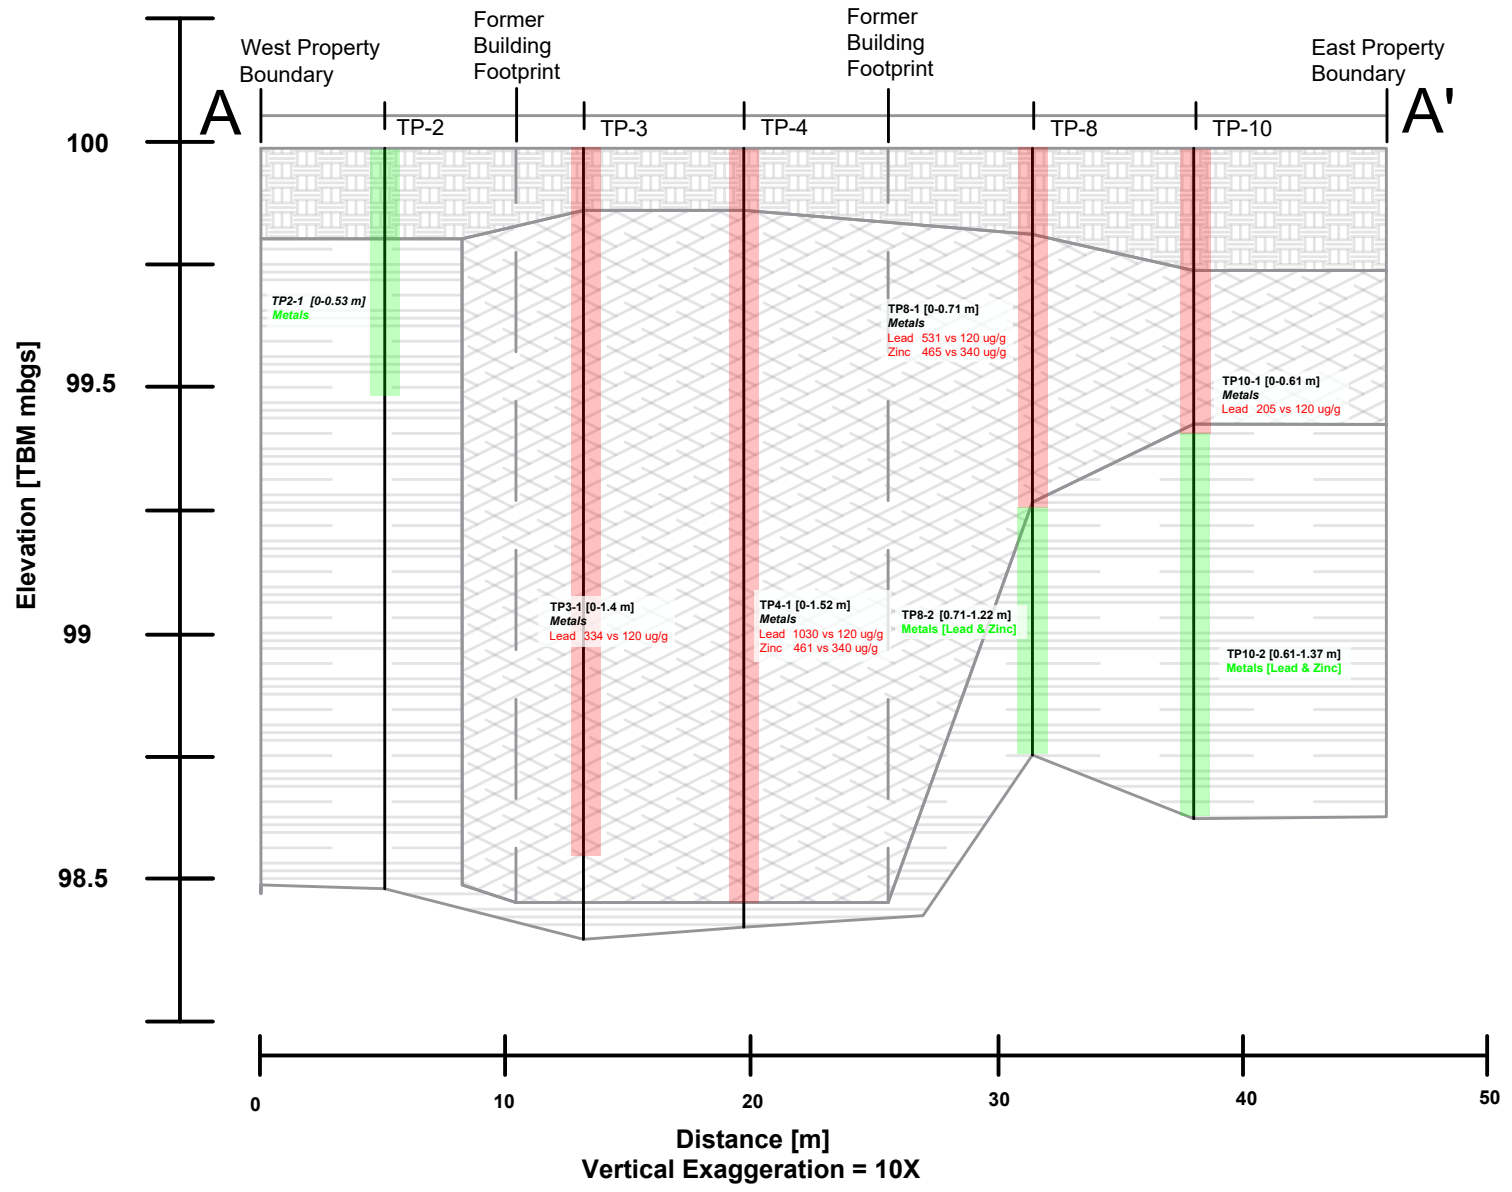 Former
Building
Footprint
Former
Building
Footprint
West Property
Boundary
East Property
Boundary
A
A'
TP-2
TP-3
TP-4
TP-8
TP-10
100
99.5
99
98.5
Elevation [TBM mbgs]
TP2-1 [0-0.53 m]
Metals
TP8-1 [0-0.71 m]
Metals
Lead 531 vs 120 ug/g
Zinc 465 vs 340 ug/g
TP10-1 [0-0.61 m]
Metals
Lead 205 vs 120 ug/g
TP3-1 [0-1.4 m]
Metals
Lead 334 vs 120 ug/g
TP4-1 [0-1.52 m]
Metals
Lead 1030 vs 120 ug/g
Zinc 461 vs 340 ug/g
TP8-2 [0.71-1.22 m]
Metals [Lead & Zinc]
TP10-2 [0.61-1.37 m]
Metals [Lead & Zinc]
0
10
20
30
40
50
Distance [m]
Vertical Exaggeration = 10X